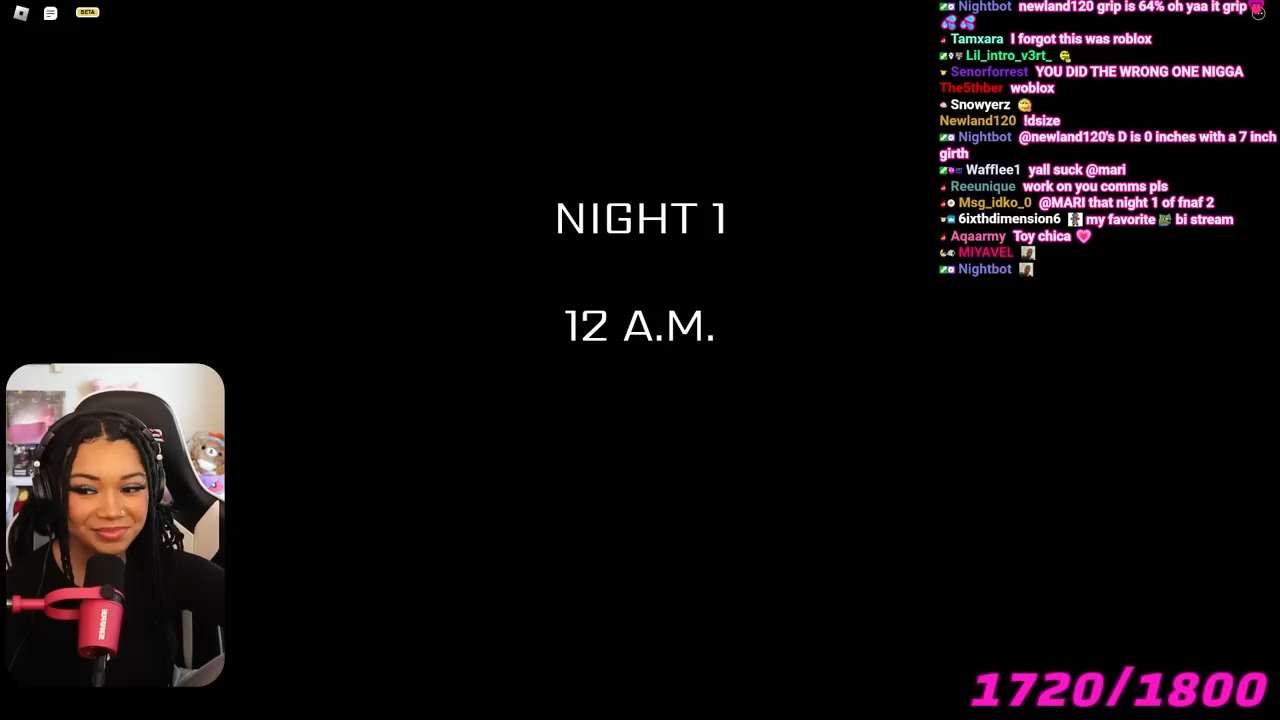 BETA
Nightbot newland120 grip is 64% oh yaa it grip
Tamxara I forgot this was roblox
Lil_intro_v3rt_
Senorforrest YOU DID THE WRONG ONE NIGGA
The5thber woblox
Snowyerz
Newland120 !dsize
Nightbot @newland120's D is 0 inches with a 7 inch
girth
Wafflee1 yall suck @mari
Reeunique work on you comms pls
Msg_idko_0 @MARI that night 1 of fnaf 2
6ixthdimension6 my favorite bi stream
Aqaarmy Toy chica
MIYAVEL
Nightbot
NIGHT 1
12 A.M.
1720/1800